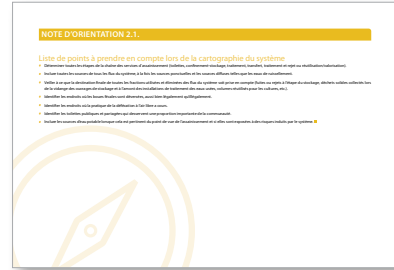 NOTE D'ORIENTATION 2.1.
Liste de points à prendre en compte lors de la cartographie du système
Déterminer toutes les étapes de la chaîne des services d'assainissement (toilettes, confinement-stockage, traitement, transfert, traitement et rejet ou réutilisation/valorisation).
Inclure toutes les sources de tous les flux du système, à la fois les sources ponctuelles et les sources diffuses telles que les eaux de ruissellement.
Veiller à ce que la destination finale de toutes les fractions utilisées et éliminées des flux du système soit prise en compte (fuites ou rejets à l'étape du stockage, déchets solides collectés lors
de la vidange des ouvrages de stockage et à l'amont des installations de traitement des eaux usées, volumes réutilisés pour les cultures, etc.).
Identifier les endroits où les boues fécales sont déversées, aussi bien légalement qu'illégalement.
Identifier les endroits où la pratique de la défécation à l'air libre a cours.
Identifier les toilettes publiques et partagées qui desservent une proportion importante de la communauté.
Inclure les sources d'eau potable lorsque cela est pertinent du point de vue de l'assainissement et si elles sont exposées à des risques induits par le système.